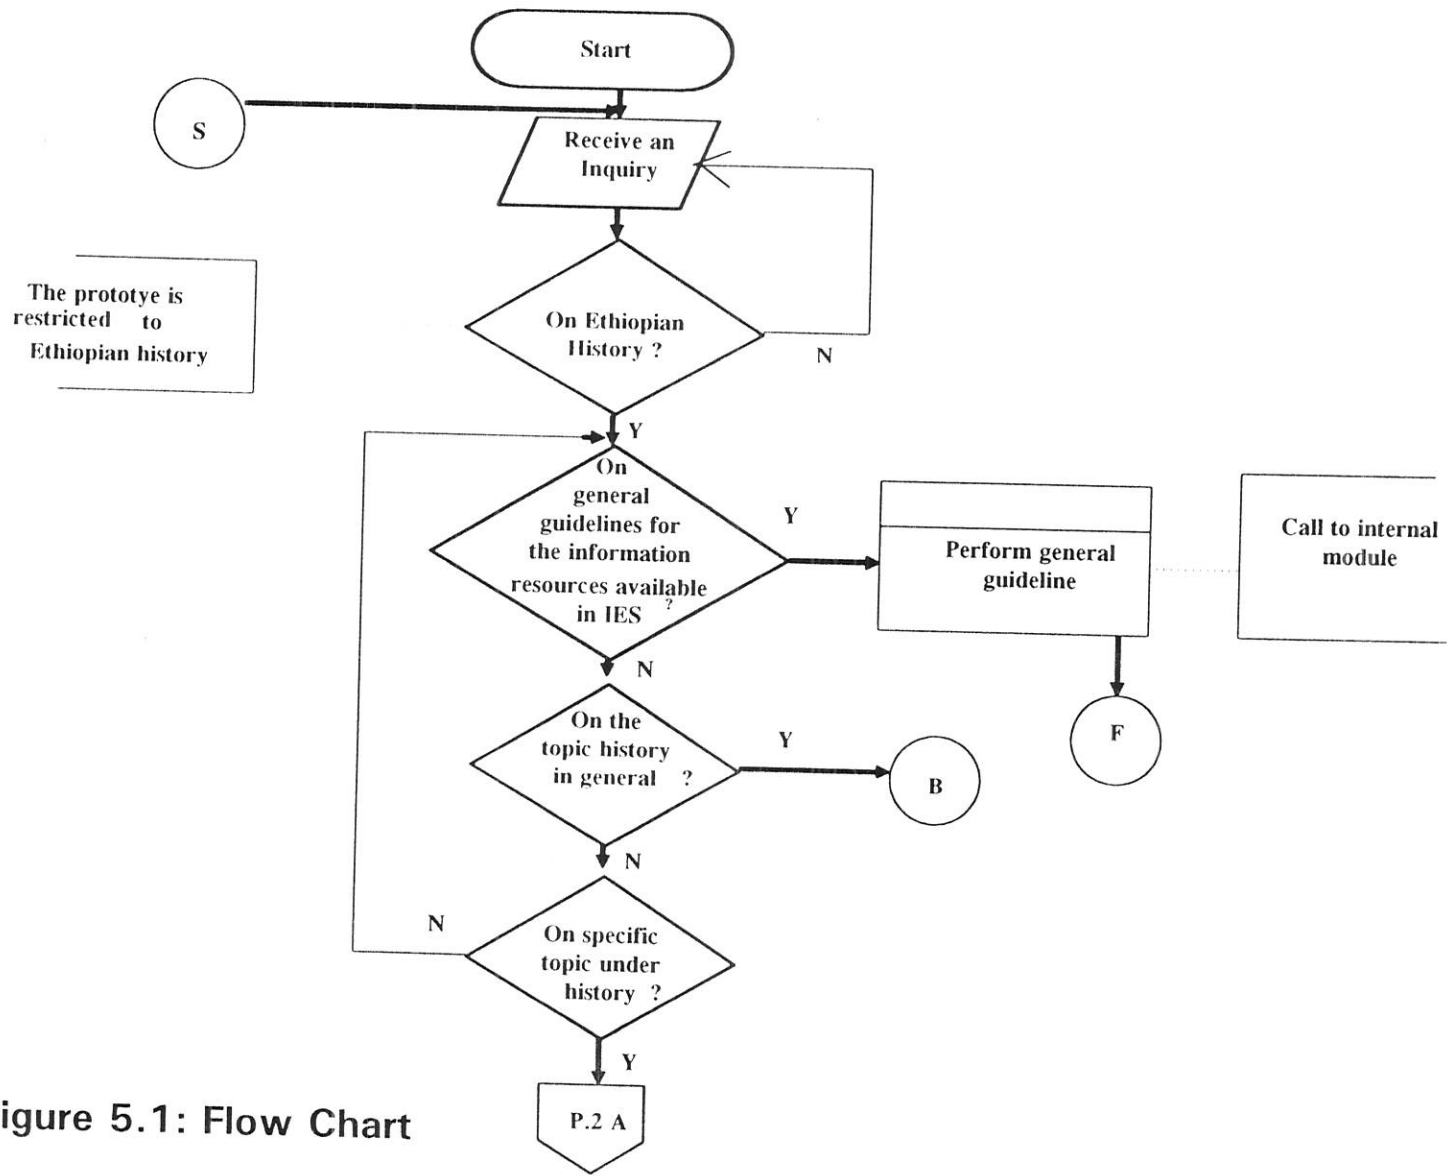 Start
S
Receive an
Inquiry
The prototye is
restricted to
Ethiopian history
On Ethiopian
History ?
N
Y
On
general
guidelines for
the information
resources available
in IES ?
Y
Perform general
guideline
Call to internal
module
N
F
On the
topic history
in general ?
Y
B
N
N
On specific
topic under
history ?
Y
P.2 A
igure 5.1: Flow Chart